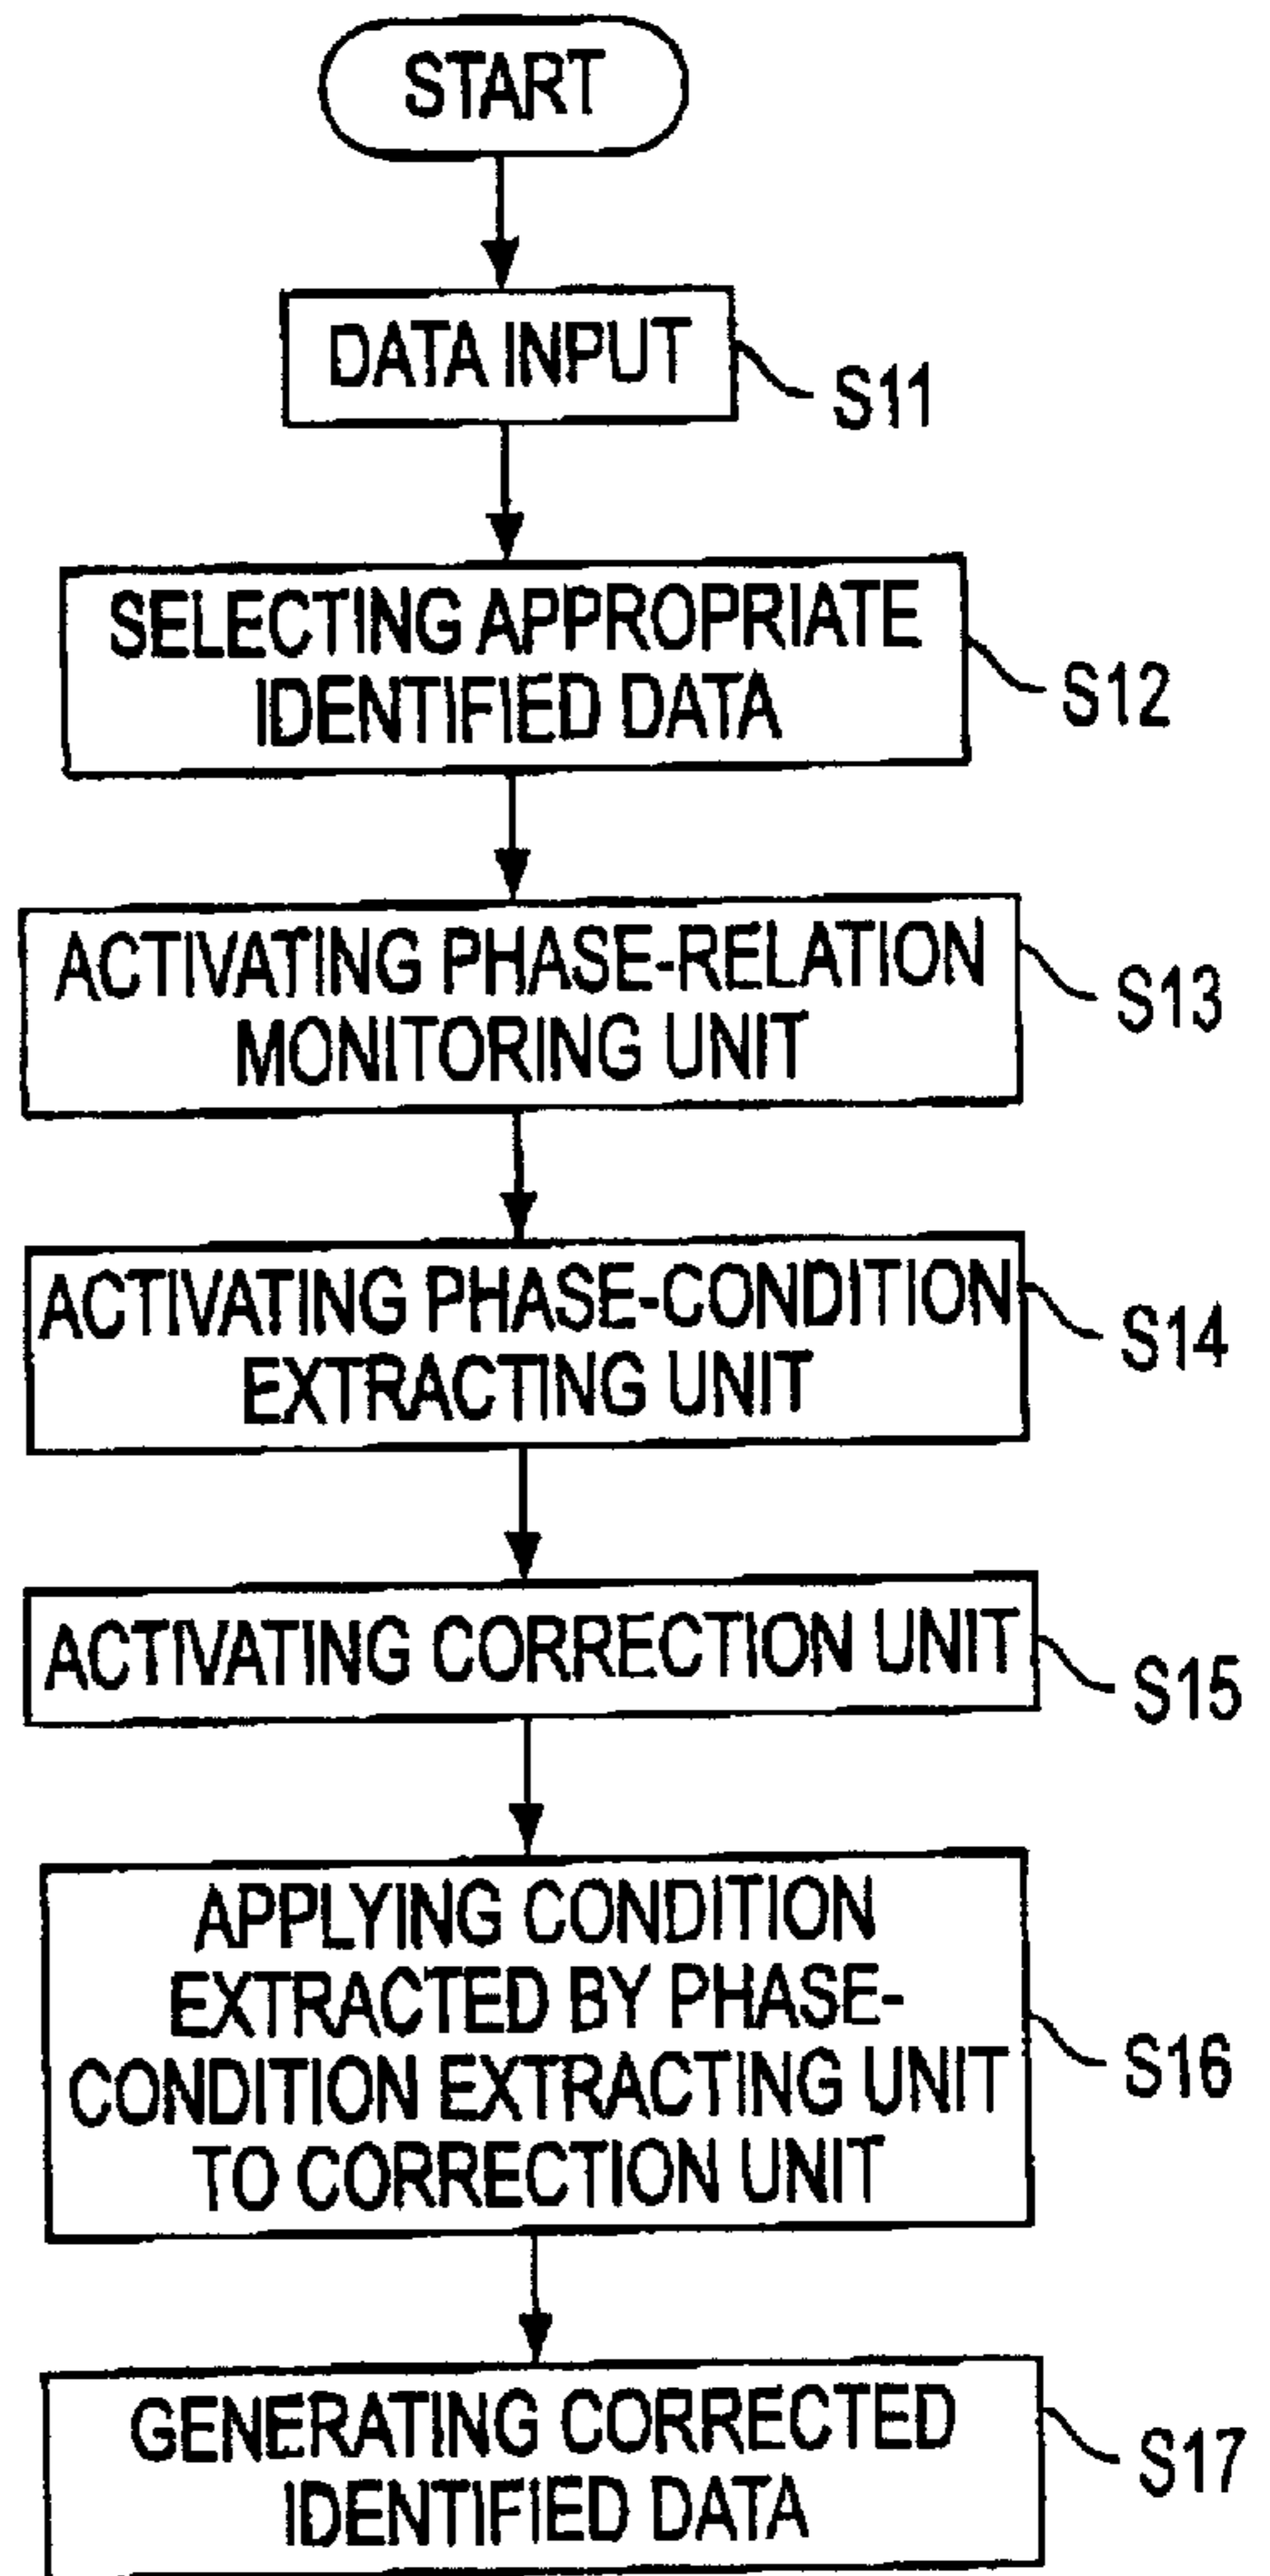 START
DATA INPUT
S11
SELECTING APPROPRIATE
IDENTIFIED DATA
S12
ACTIVATING PHASE-RELATION
MONITORING UNIT
S13
ACTIVATING PHASE-CONDITION
EXTRACTING UNIT
S14
ACTIVATING CORRECTION UNIT
S15
APPLYING CONDITION
EXTRACTED BY PHASE-
CONDITION EXTRACTING UNIT
TO CORRECTION UNIT
S16
GENERATING CORRECTED
IDENTIFIED DATA
S17